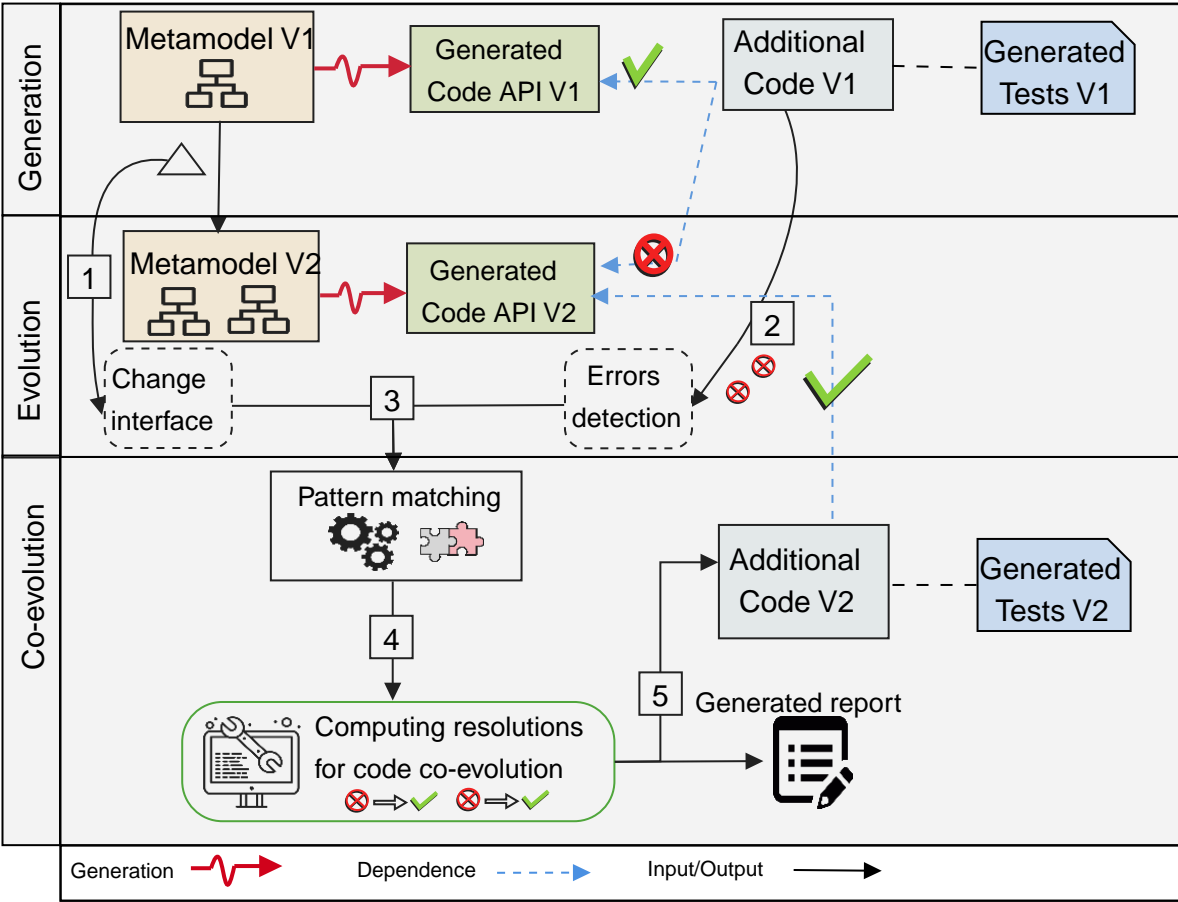 Generation
Metamodel V1
Generated
Code API V1
Additional
Code V1
Generated
Tests V1
Evolution
1
Metamodel V2
Generated
Code API V2
2
Change
interface
3
Errors
detection
Co-evolution
Pattern matching
4
Additional
Code V2
Generated
Tests V2
Computing resolutions
for code co-evolution
5
Generated report
Generation
Dependence
Input/Output